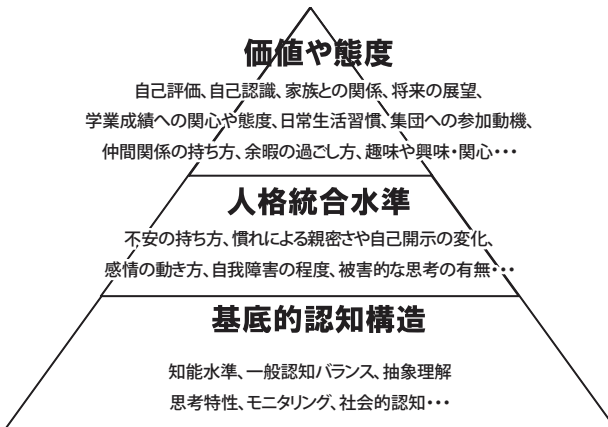 価値や態度
自己評価、自己認識、家族との関係、将来の展望、
学業成績への関心や態度、日常生活習慣、集団への参加動機、
仲間関係の持ち方、余暇の過ごし方、趣味や興味・関心・・・
人格統合水準
不安の持ち方、慣れによる親密さや自己開示の変化、
感情の動き方、自我障害の程度、被害的な思考の有無・・・
基底的認知構造
知能水準、一般認知バランス、抽象理解
思考特性、モニタリング、社会的認知・・・